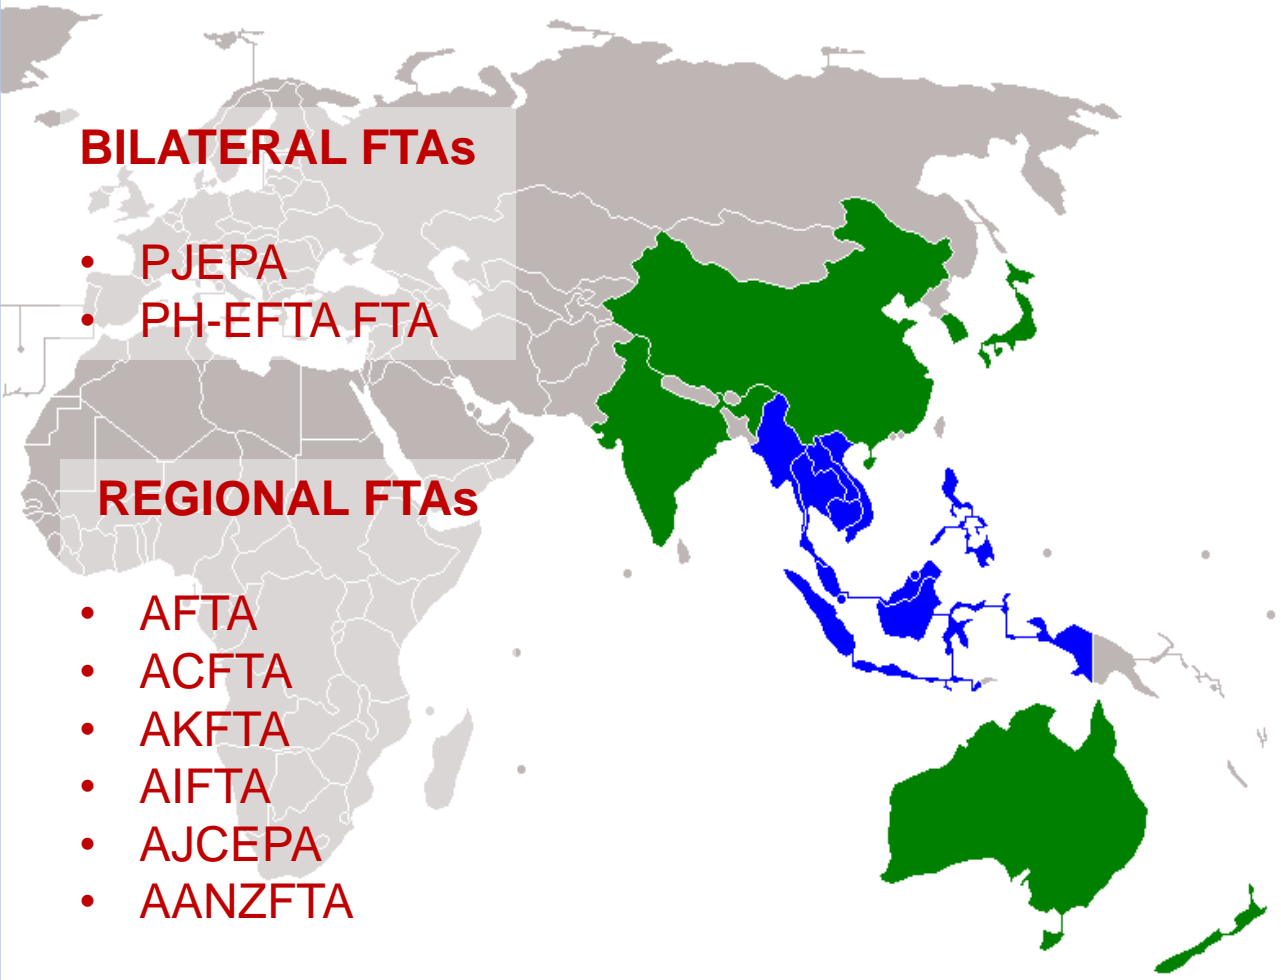 BILATERAL FTAs
• PJEPA
• PH-EFTA FTA
REGIONAL FTAs
• AFTA
• ACFTA
• AKFTA
• AIFTA
• AJCEPA
• AANZFTA